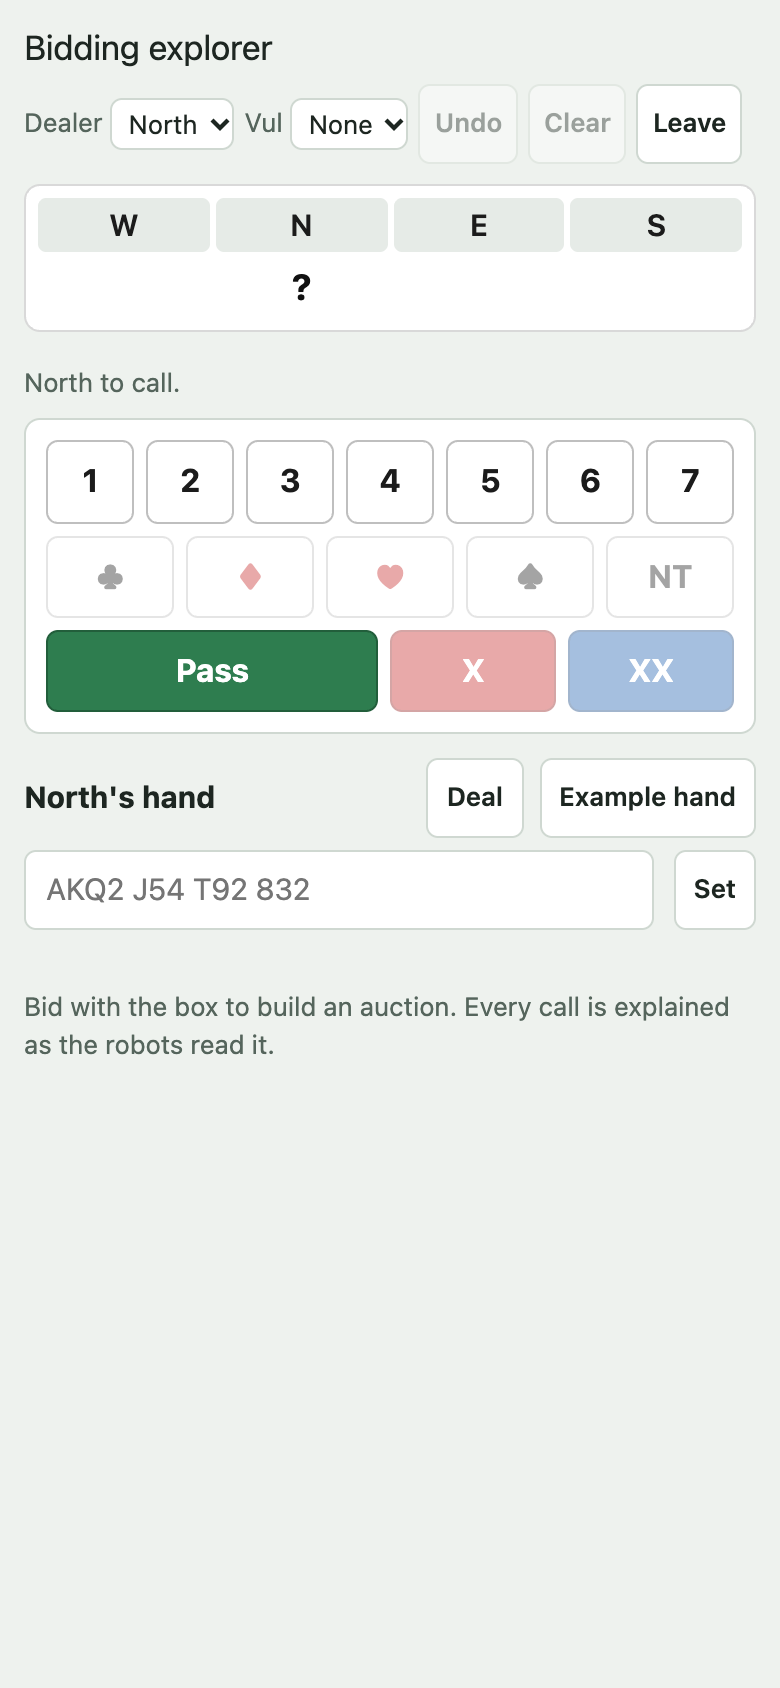 Bidding explorer
Dealer North Vul None Undo Clear Leave
W N E S
?
North to call.
1 2 3 4 5 6 7
♣ ♦ ♥ ♠ NT
Pass X XX
North's hand Deal Example hand
AKQ2 J54 T92 832 Set
Bid with the box to build an auction. Every call is explained
as the robots read it.